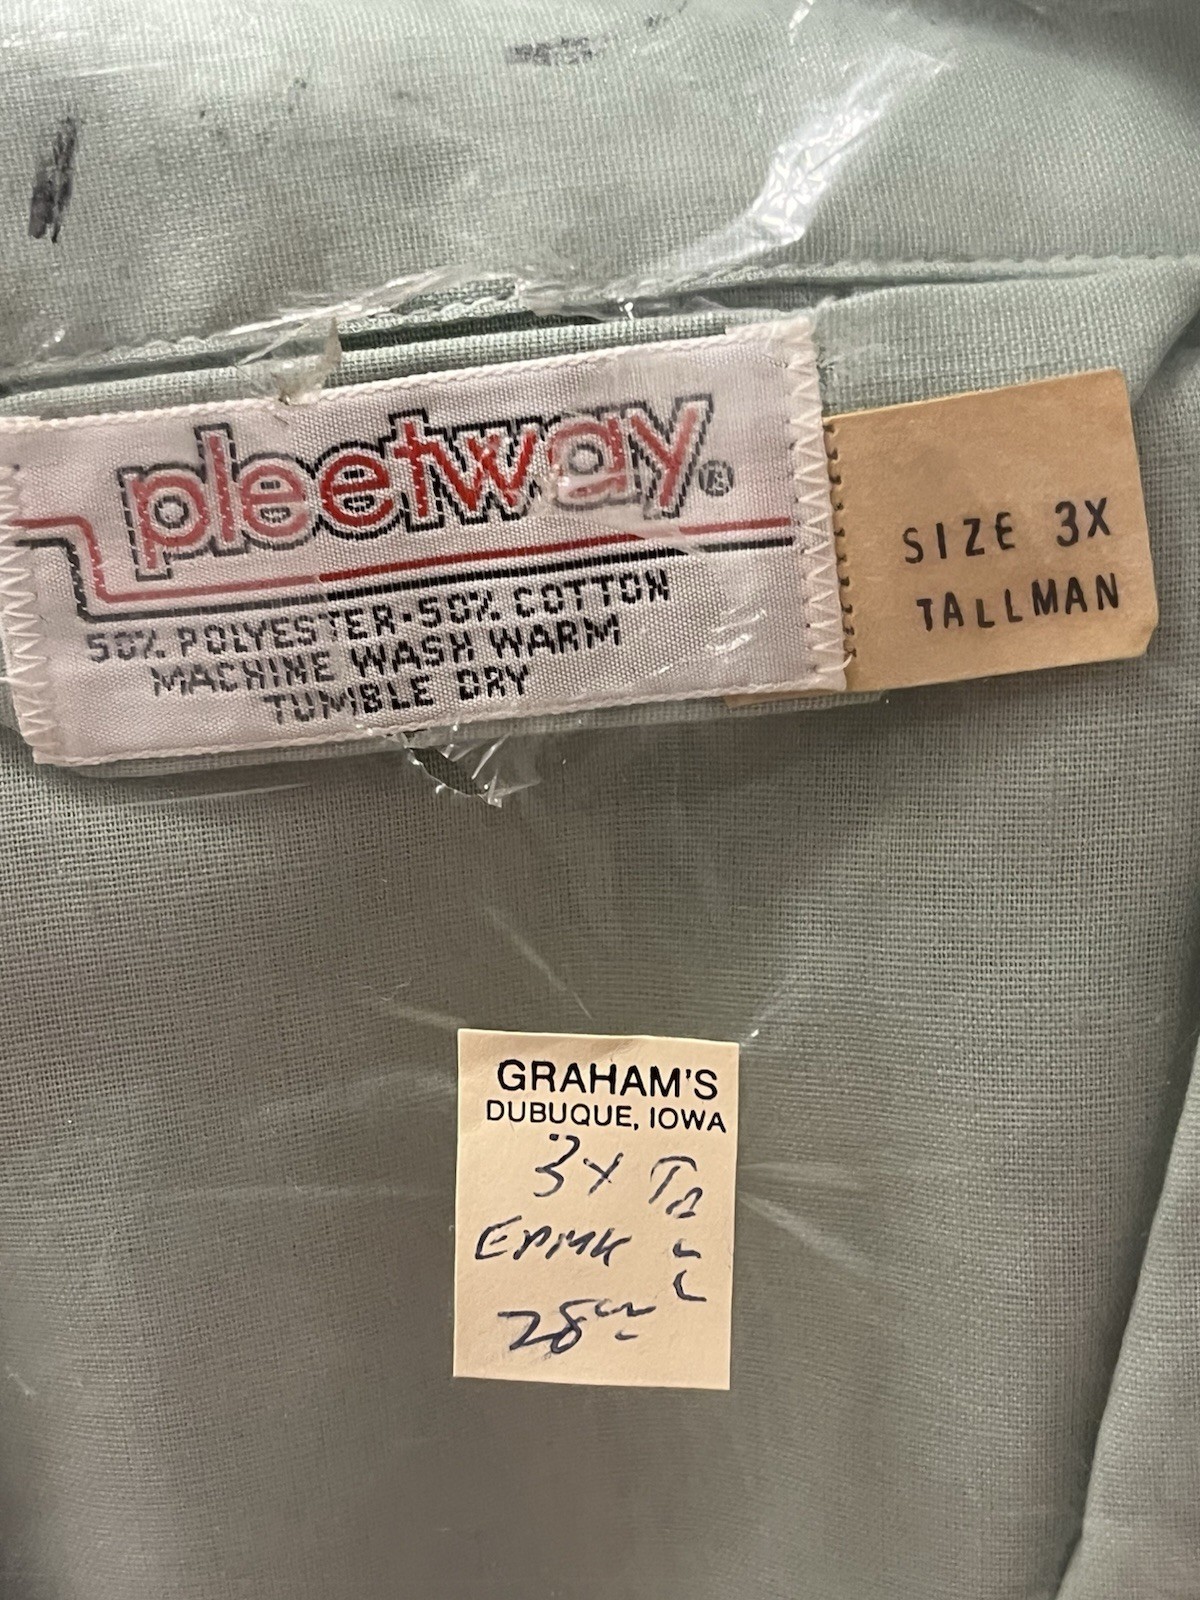 pleetway®
50% POLYESTER-50% COTTON
MACHINE WASH WARM
TUMBLE DRY
SIZE 3X
TALLMAN
GRAHAM'S
DUBUQUE, IOWA
3X Tall
28